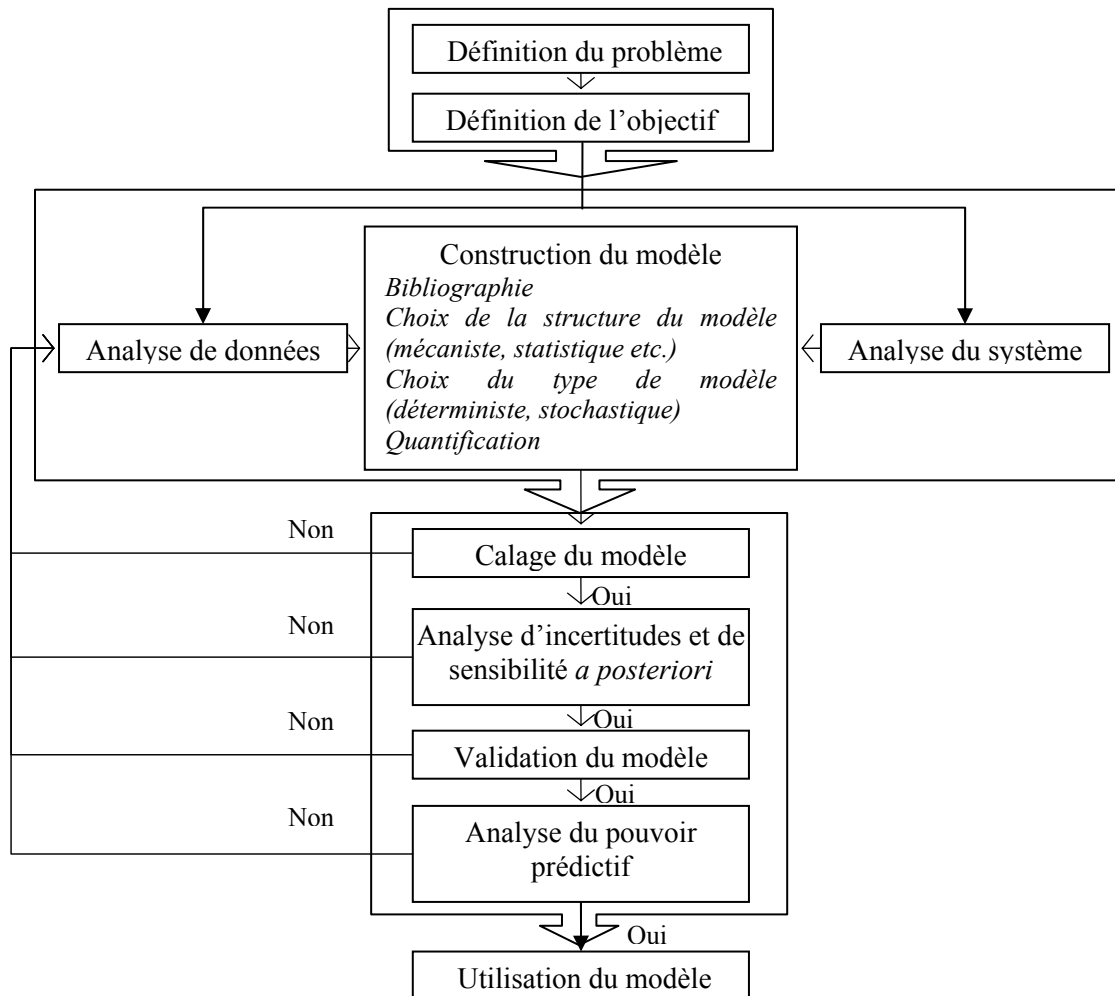 Définition du problème
Définition de l'objectif
Construction du modèle
Bibliographie
Choix de la structure du modèle
(mécaniste, statistique etc.)
Choix du type de modèle
(déterministe, stochastique)
Quantification
Analyse de données
Analyse du système
Non
Calage du modèle
Oui
Non
Analyse d'incertitudes et de
sensibilité a posteriori
Non
Oui
Validation du modèle
Oui
Non
Analyse du pouvoir
prédictif
Oui
Utilisation du modèle